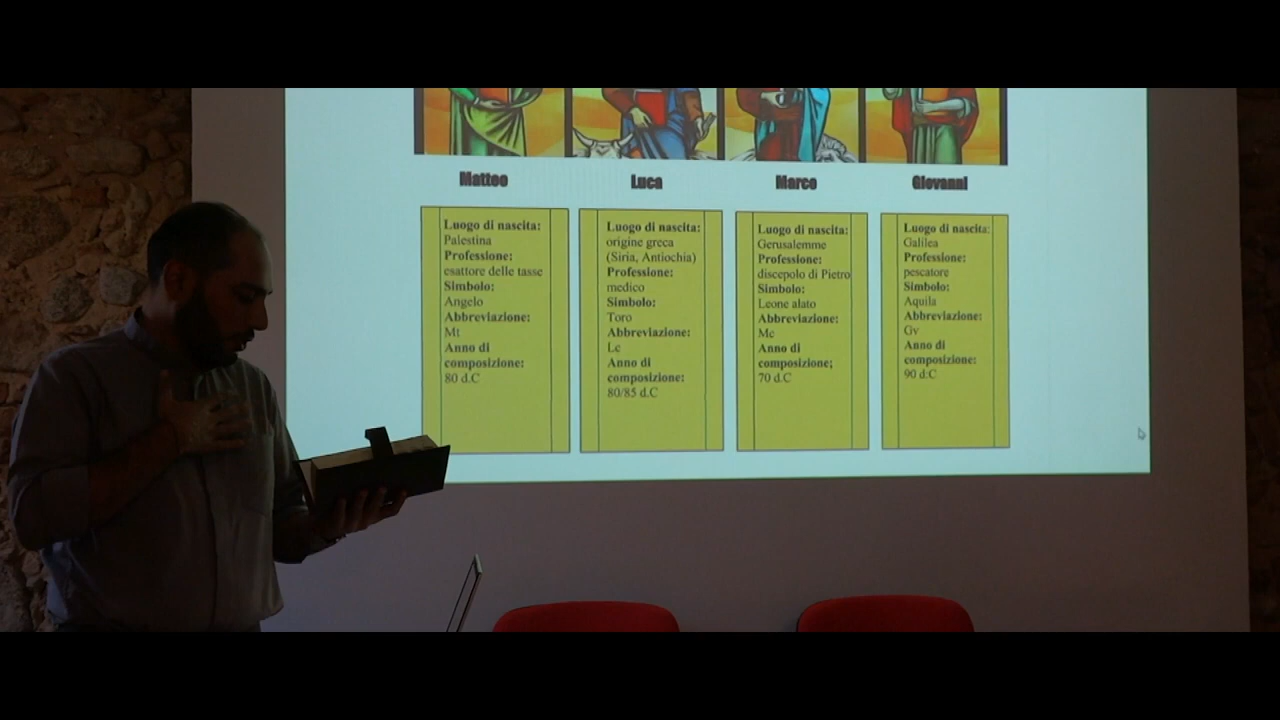 Matteo
Luca
Marco
Giovanni
Luogo di nascita:
Palestina
Professione:
esattore delle tasse
Simbolo:
Angelo
Abbreviazione:
Mt
Anno di
composizione:
80 d.C
Luogo di nascita:
origine greca
(Siria, Antiochia)
Professione:
medico
Simbolo:
Toro
Abbreviazione:
Lc
Anno di
composizione:
80/85 d.C
Luogo di nascita:
Gerusalemme
Professione:
discepolo di Pietro
Simbolo:
Leone alato
Abbreviazione:
Mc
Anno di
composizione;
70 d.C
Luogo di nascita:
Galilea
Professione:
pescatore
Simbolo:
Aquila
Abbreviazione:
Gv
Anno di
composizione:
90 d.C